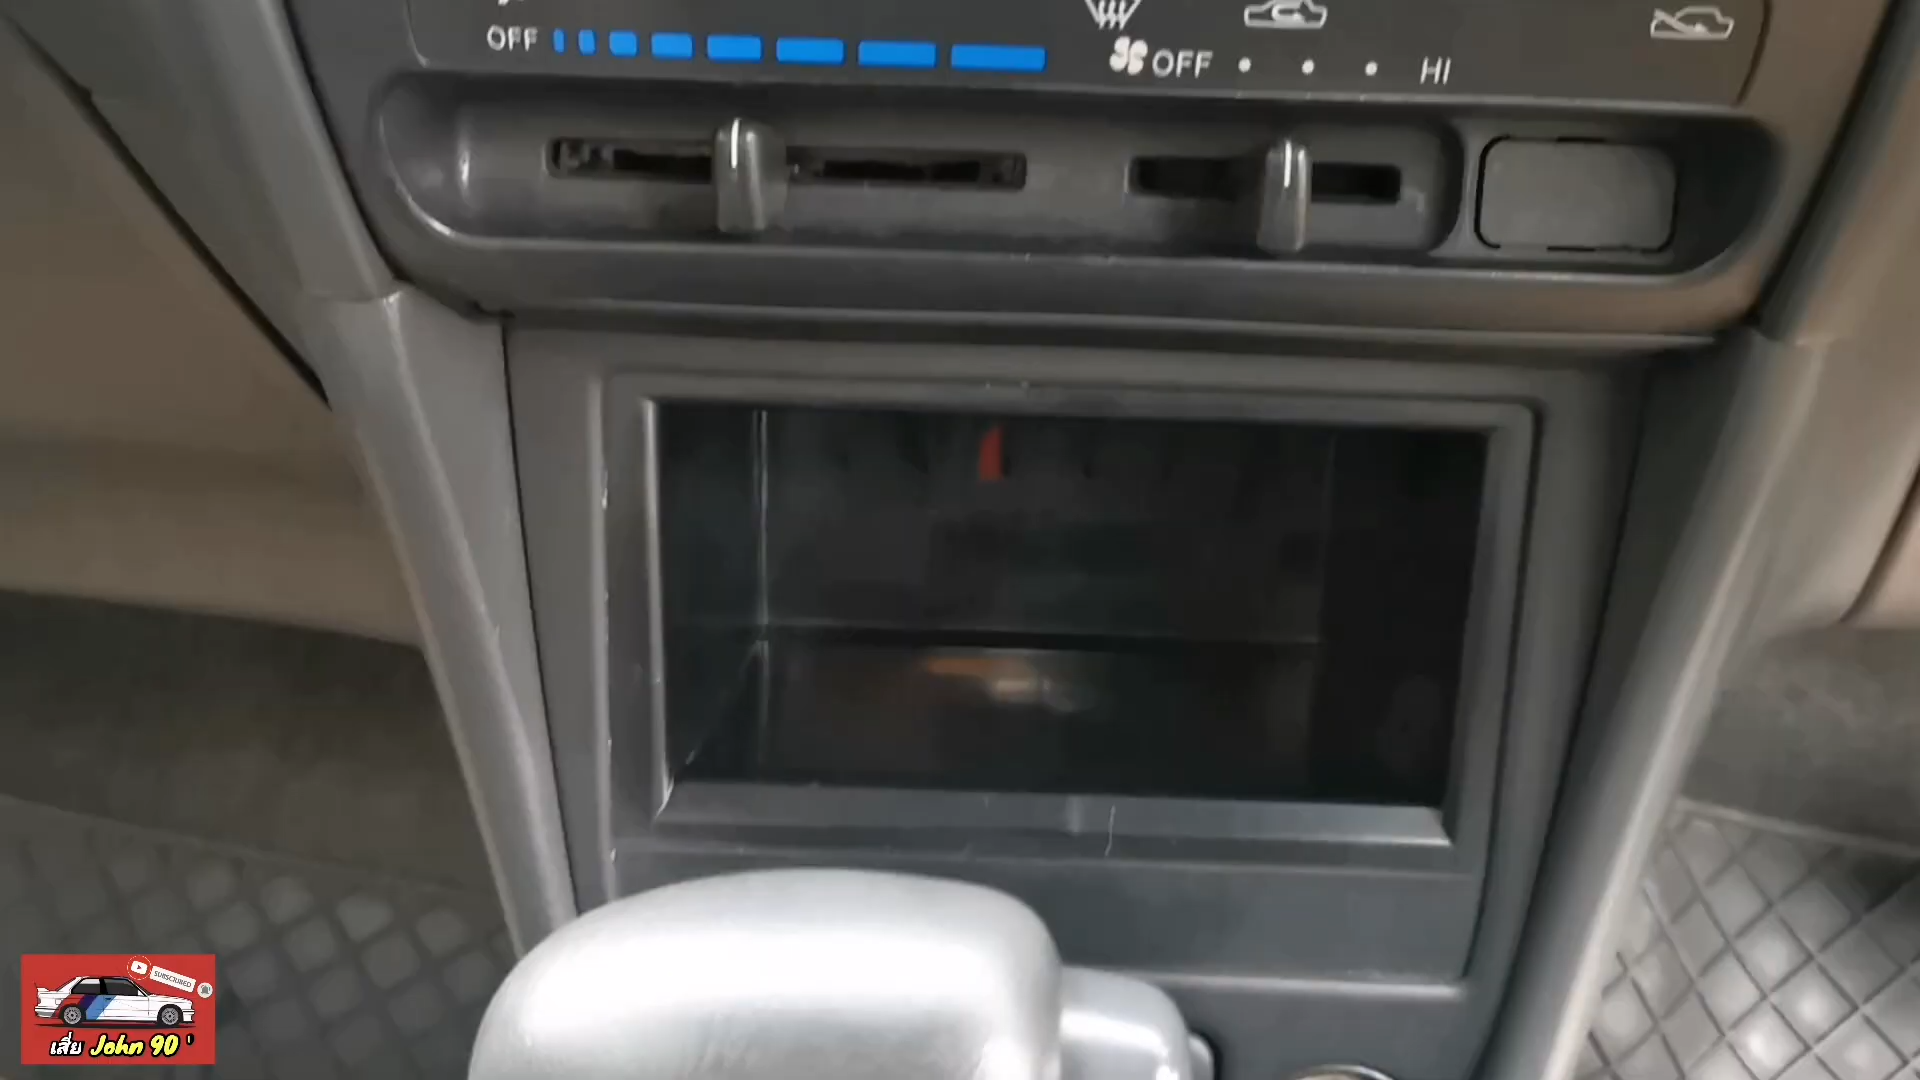 OFF
OFF HI
SUBSCRIBED
เสี่ย John 90 '